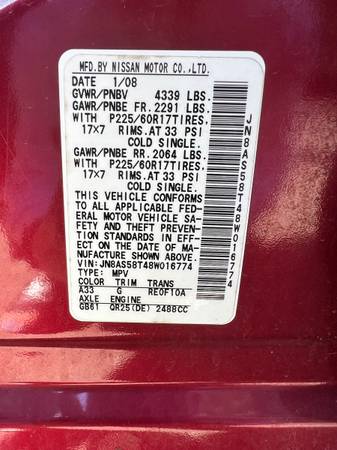 MFD.BY NISSAN MOTOR CO.,LTD.
DATE 1/08
GVWR/PNBV 4339 LBS.
GAWR/PNBE FR.2291 LBS.
WITH P225/60R17TIRES,
17×7 RIMS.AT 33 PSI
COLD SINGLE.
GAWR/PNBE RR.2064 LBS.
WITH P225/60R17TIRES,
17×7 RIMS.AT 33 PSI
COLD SINGLE.
THIS VEHICLE CONFORMS
TO ALL APPLICABLE FED-
ERAL MOTOR VEHICLE SA-
FETY AND THEFT PREVEN-
TION STANDARDS IN EFF-
ECT ON THE DATE OF MA-
NUFACTURE SHOWN ABOVE.
VIN:JN8AS58T48W016774
TYPE: MPV
COLOR TRIM TRANS
A33 G RE0F10A
AXLE ENGINE
GB61 QR25(DE) 2488CC
JN8AS58T48W016774